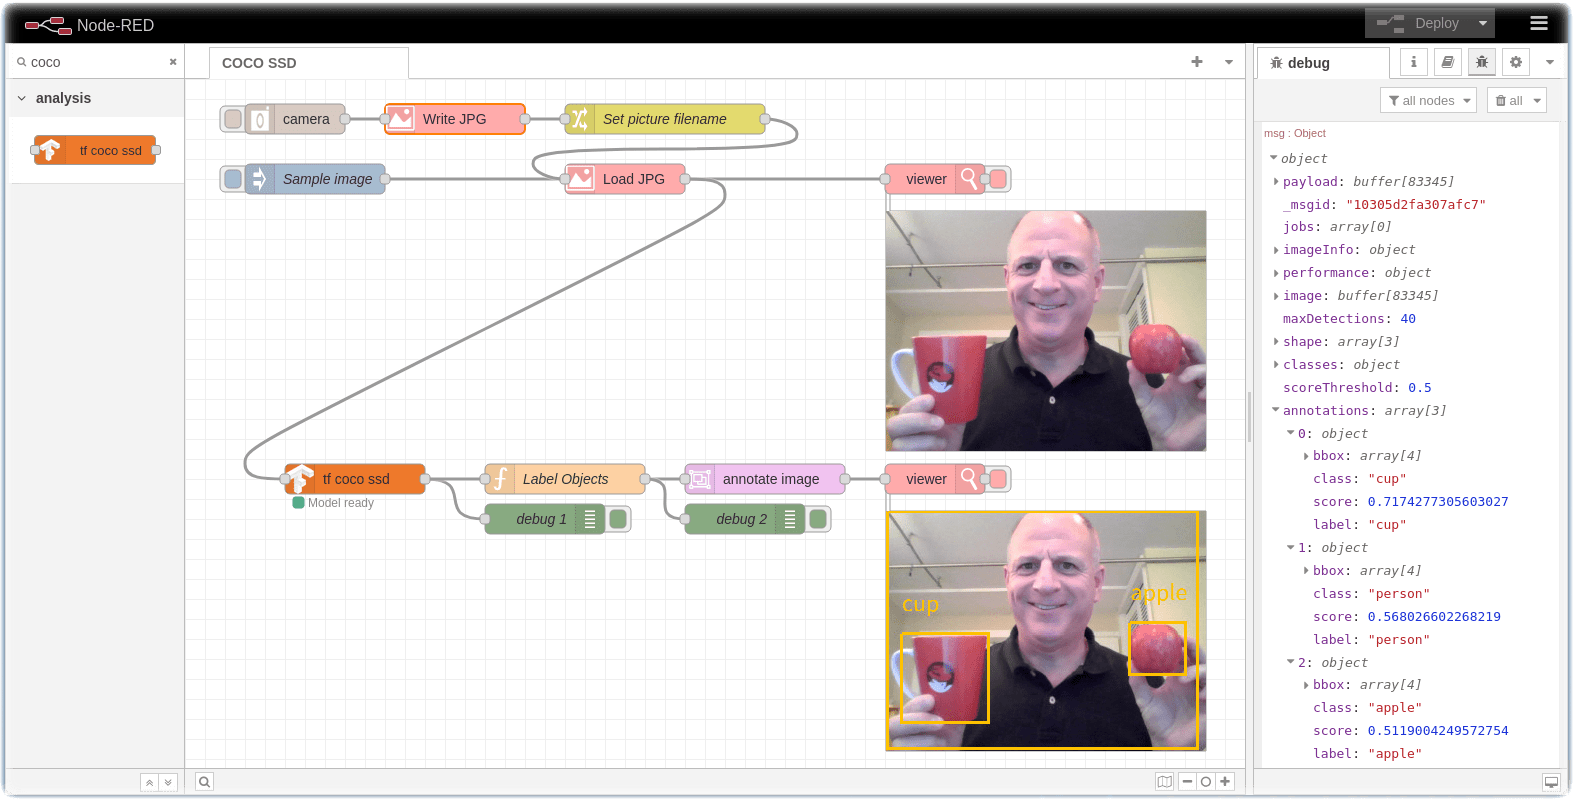 Node-RED
Deploy
coco
COCO SSD
debug
analysis
all nodes
all
tf coco ssd
camera
Write JPG
Set picture filename
Sample image
Load JPG
viewer
tf coco ssd
Model ready
Label Objects
annotate image
viewer
debug 1
debug 2
cup
apple
msg : Object
object
payload: buffer[83345]
_msgid: "10305d2fa307afc7"
jobs: array[0]
imageInfo: object
performance: object
image: buffer[83345]
maxDetections: 40
shape: array[3]
classes: object
scoreThreshold: 0.5
annotations: array[3]
0: object
bbox: array[4]
class: "cup"
score: 0.7174277305603027
label: "cup"
1: object
bbox: array[4]
class: "person"
score: 0.568026602268219
label: "person"
2: object
bbox: array[4]
class: "apple"
score: 0.5119004249572754
label: "apple"